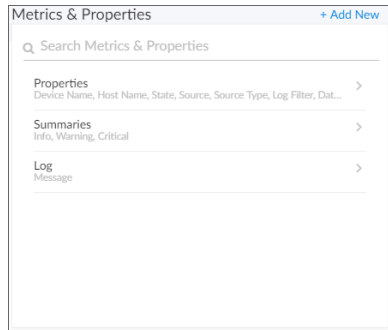 Metrics & Properties
+ Add New
Search Metrics & Properties
Properties
Device Name, Host Name, State, Source, Source Type, Log Filter, Dat...
Summaries
Info, Warning, Critical
Log
Message